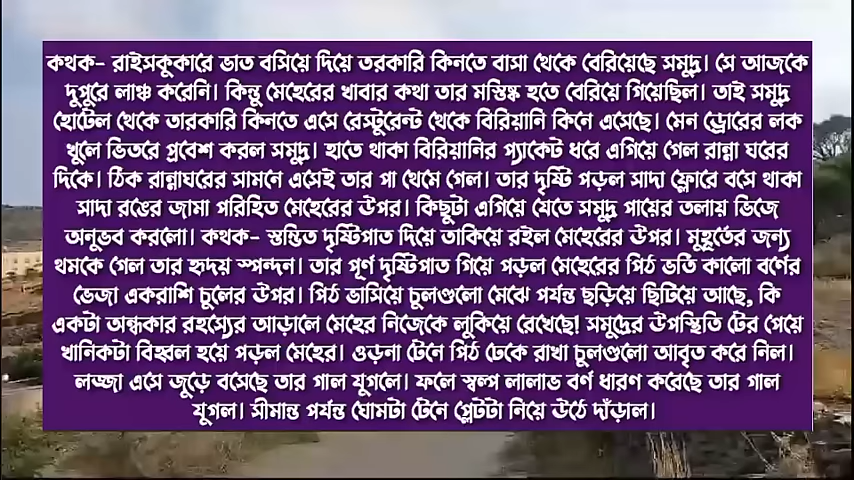 কথক- রাইসকুকারে ভাত বসিয়ে দিয়ে তরকারি কিনতে বাসা থেকে বেরিয়েছে সমুদ্র। সে আজকে
দুপুরে লাঞ্চ করেনি। কিন্তু মেহেরের খাবার কথা তার মস্তিষ্ক হতে বেরিয়ে গিয়েছিল। তাই সমুদ্র
হোটেল থেকে তারকারি কিনতে এসে রেস্টুরেন্ট থেকে বিরিয়ানি কিনে এসেছে। মেন ড্রোরের লক
খুলে ভিতরে প্রবেশ করল সমুদ্র। হাতে থাকা বিরিয়ানির প্যাকেট ধরে এগিয়ে গেল রান্না ঘরের
দিকে। ঠিক রান্নাঘরের সামনে এসেই তার পা থেমে গেল। তার দৃষ্টি পড়ল সাদা ফ্লোরে বসে থাকা
সাদা রঙের জামা পরিহিত মেহেরের উপর। কিছুটা এগিয়ে যেতে সমুদ্র পায়ের তলায় ভিজে
অনুভব করলো। কথক- স্তম্ভিত দৃষ্টিপাত দিয়ে তাকিয়ে রইল মেহেরের উপর। মুহূর্তের জন্য
থমকে গেল তার হৃদয় স্পন্দন। তার পূর্ণ দৃষ্টিপাত গিয়ে পড়ল মেহেরের পিঠ ভর্তি কালো বর্ণের
ভেজা একরাশি চুলের উপর। পিঠ ভাসিয়ে চুলগুলো মেঝে পর্যন্ত ছড়িয়ে ছিটিয়ে আছে, কি
একটা অন্ধকার রহস্যের আড়ালে মেহের নিজেকে লুকিয়ে রেখেছে! সমুদ্রের উপস্থিতি টের পেয়ে
খানিকটা বিহ্বল হয়ে পড়ল মেহের। ওড়না টেনে পিঠ ঢেকে রাখা চুলগুলো আবৃত করে নিল।
লজ্জা এসে জুড়ে বসেছে তার গাল যুগলে। ফলে স্বল্প লালাভ বর্ণ ধারণ করেছে তার গাল
যুগল। সীমান্ত পর্যন্ত ঘোমটা টেনে প্লেটটা নিয়ে উঠে দাঁড়াল।